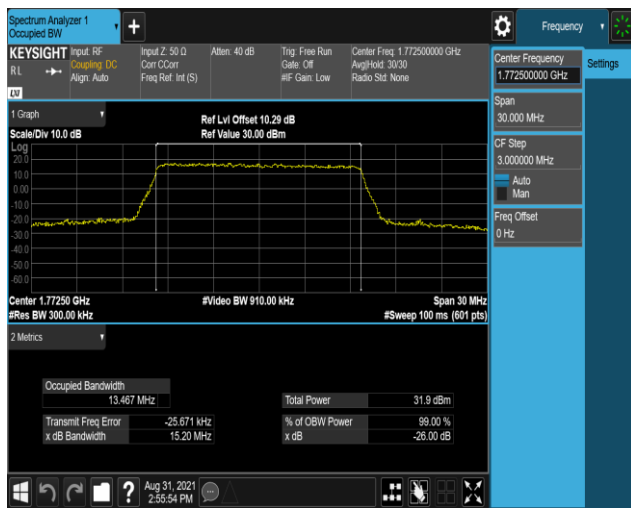 Spectrum Analyzer 1
Occupied BW
+
Frequency
KEYSIGHT
Input: RF
Input Z: 50 Ω
Atten: 40 dB
Trig: Free Run
Center Freq: 1.772500000 GHz
RL
Coupling: DC
Corr CCorr
Gate: Off
Avg|Hold: 30/30
Align: Auto
Freq Ref: Int (S)
#IF Gain: Low
Radio Std: None
LXI
Center Frequency
1.772500000 GHz
Settings
Span
30.000 MHz
CF Step
3.000000 MHz
Auto
Man
Freq Offset
0 Hz
1 Graph
Ref Lvl Offset 10.29 dB
Scale/Div 10.0 dB
Ref Value 30.00 dBm
Log
20.0
10.0
0.00
-10.0
-20.0
-30.0
-40.0
-50.0
-60.0
Center 1.77250 GHz
#Video BW 910.00 kHz
Span 30 MHz
#Res BW 300.00 kHz
#Sweep 100 ms (601 pts)
2 Metrics
Occupied Bandwidth
13.467 MHz
Total Power
31.9 dBm
Transmit Freq Error
-25.671 kHz
% of OBW Power
99.00 %
x dB Bandwidth
15.20 MHz
x dB
-26.00 dB
?
Aug 31, 2021
2:55:54 PM